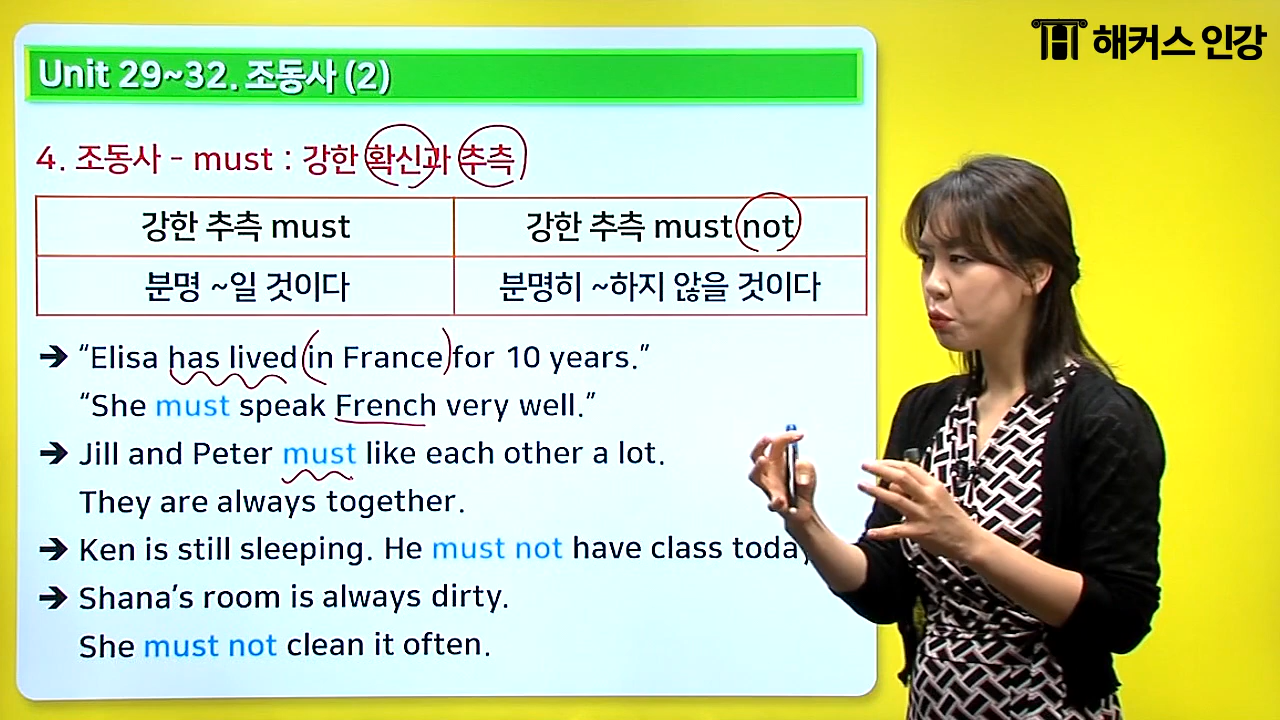 해커스 인강
Unit 29~32. 조동사 (2)
4. 조동사 - must : 강한 확신과 추측
강한 추측 must
강한 추측 must not
분명 ~일 것이다
분명히 ~하지 않을 것이다
➔ “Elisa has lived in France for 10 years.”
“She must speak French very well.”
➔ Jill and Peter must like each other a lot.
They are always together.
➔ Ken is still sleeping. He must not have class today
➔ Shana’s room is always dirty.
She must not clean it often.